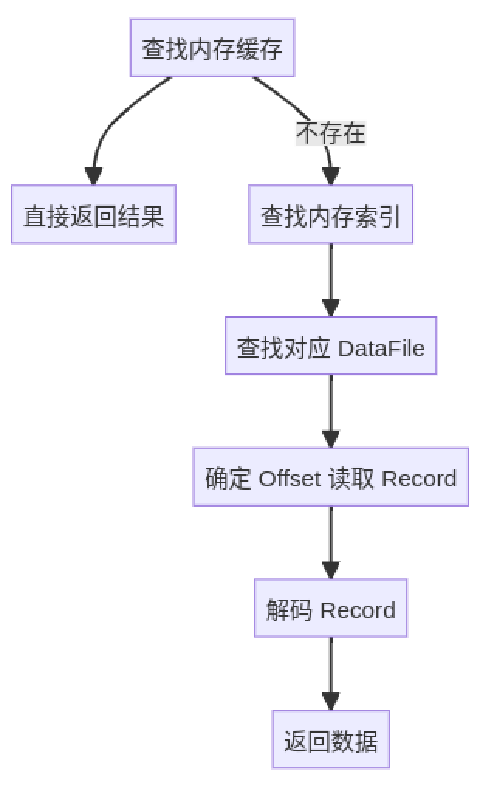 查找内存缓存
不存在
直接返回结果
查找内存索引
查找对应 DataFile
确定 Offset 读取 Record
解码 Record
返回数据